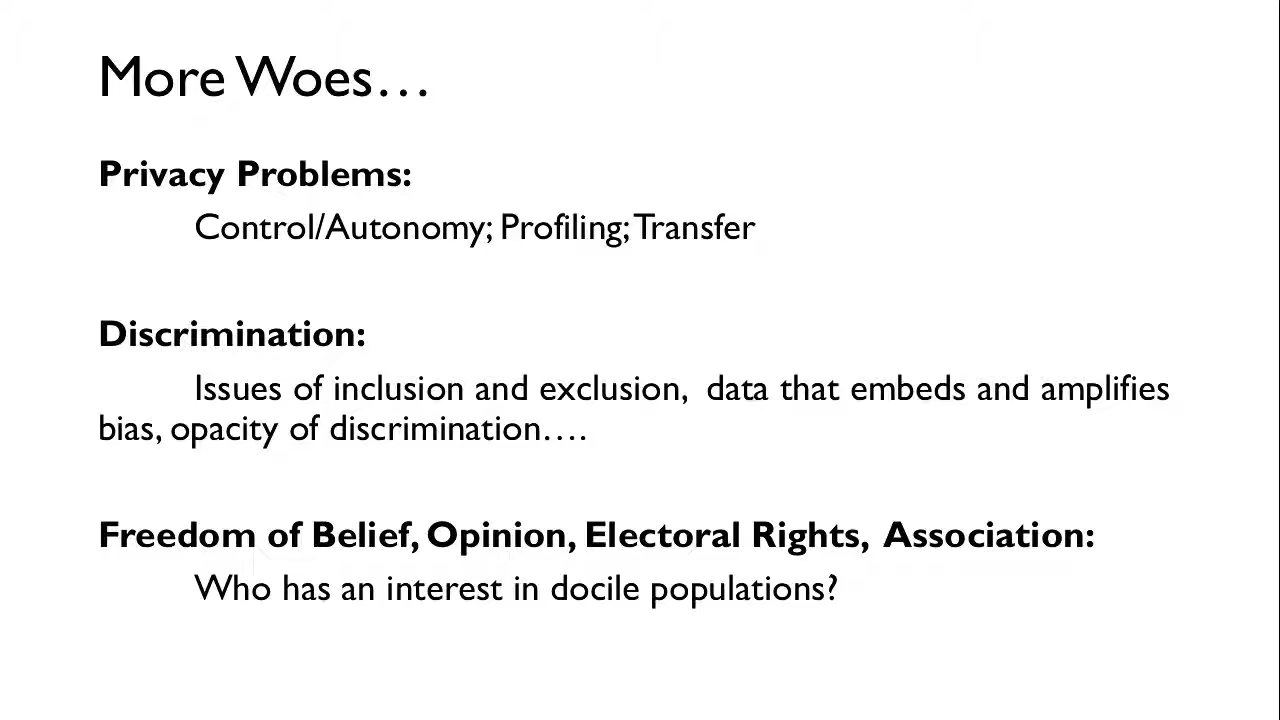 More Woes…
Privacy Problems:
Control/Autonomy; Profiling; Transfer
Discrimination:
Issues of inclusion and exclusion, data that embeds and amplifies
bias, opacity of discrimination….
Freedom of Belief, Opinion, Electoral Rights, Association:
Who has an interest in docile populations?